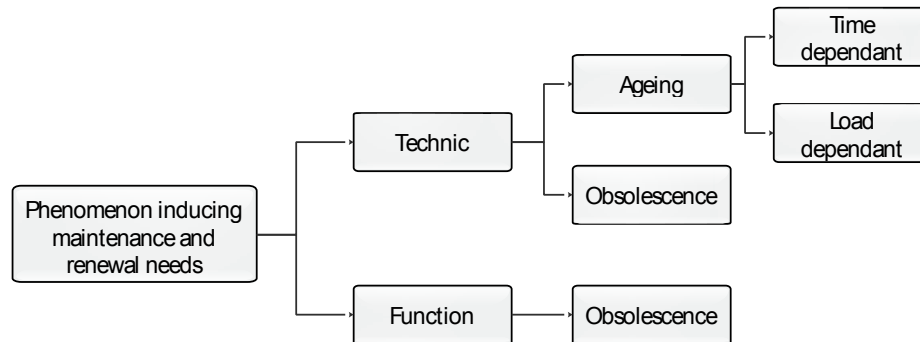 Time
dependant
Ageing
Load
dependant
Technic
Obsolescence
Phenomenon inducing
maintenance and
renewal needs
Function
Obsolescence